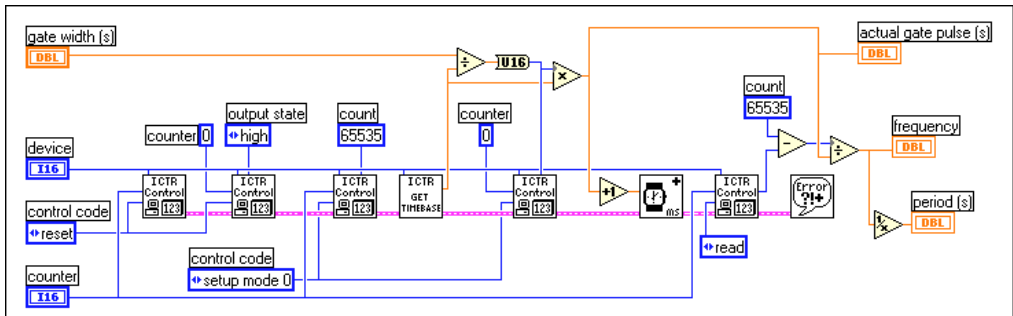 gate width (s)
DBL
÷
U16
×
actual gate pulse (s)
DBL
output state
high
counter
0
count
65535
counter
0
count
65535
−
÷
frequency
DBL
device
I16
ICTR
Control
123
ICTR
Control
123
ICTR
Control
123
ICTR
GET
TIMEBASE
ICTR
Control
123
+1
+
ms
ICTR
Control
123
Error
?!+
control code
reset
1/x
period (s)
DBL
control code
setup mode 0
read
counter
I16